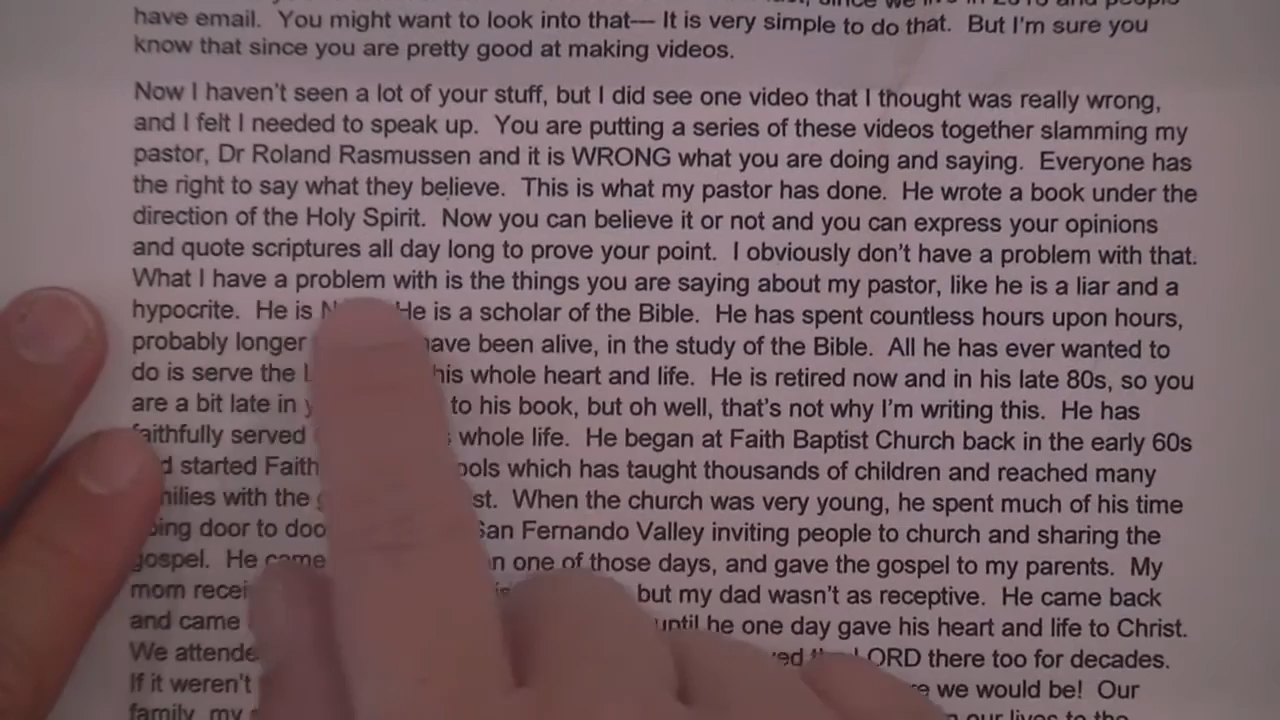 have email. You might want to look into that— It is very simple to do that. But I'm sure you
know that since you are pretty good at making videos.
Now I haven't seen a lot of your stuff, but I did see one video that I thought was really wrong,
and I felt I needed to speak up. You are putting a series of these videos together slamming my
pastor, Dr Roland Rasmussen and it is WRONG what you are doing and saying. Everyone has
the right to say what they believe. This is what my pastor has done. He wrote a book under the
direction of the Holy Spirit. Now you can believe it or not and you can express your opinions
and quote scriptures all day long to prove your point. I obviously don't have a problem with that.
What I have a problem with is the things you are saying about my pastor, like he is a liar and a
hypocrite. He is He is a scholar of the Bible. He has spent countless hours upon hours,
probably longer have been alive, in the study of the Bible. All he has ever wanted to
do is serve the his whole heart and life. He is retired now and in his late 80s, so you
are a bit late in to his book, but oh well, that's not why I'm writing this. He has
faithfully served whole life. He began at Faith Baptist Church back in the early 60s
started Faith which has taught thousands of children and reached many
with the When the church was very young, he spent much of his time
door to San Fernando Valley inviting people to church and sharing the
gospel. He came one of those days, and gave the gospel to my parents. My
mom but my dad wasn't as receptive. He came back
and came until he one day gave his heart and life to Christ.
We LORD there too for decades.
If it weren't we would be! Our
family, my our lives to the